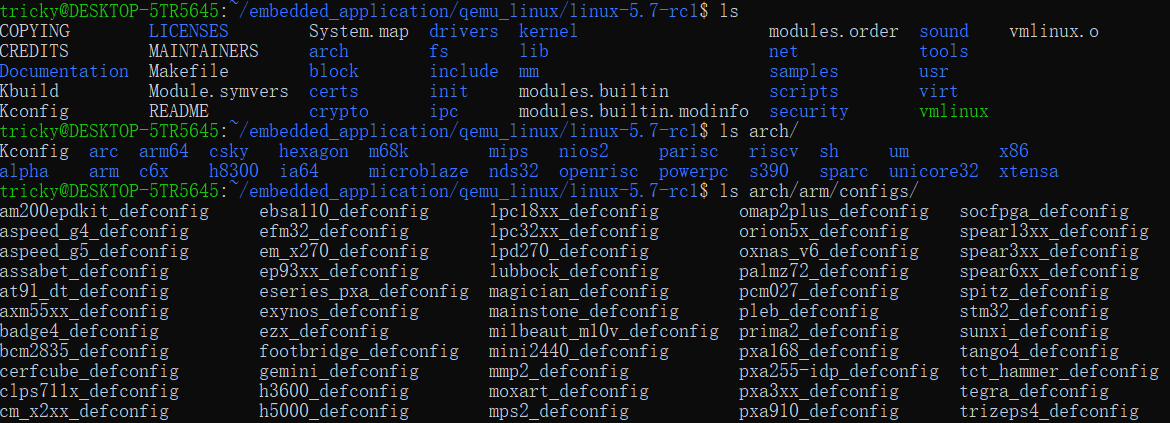 tricky@DESKTOP-5TR5645:~/embedded_application/qemu_linux/linux-5.7-rc1$ ls
COPYING LICENSES System.map drivers kernel modules.order sound vmlinux.o
CREDITS MAINTAINERS arch fs lib net tools
Documentation Makefile block include mm samples usr
Kbuild Module.symvers certs init modules.builtin scripts virt
Kconfig README crypto ipc modules.builtin.modinfo security vmlinux
tricky@DESKTOP-5TR5645:~/embedded_application/qemu_linux/linux-5.7-rc1$ ls arch/
Kconfig arc arm64 csky hexagon m68k mips nios2 parisc riscv sh um x86
alpha arm c6x h8300 ia64 microblaze nds32 openrisc powerpc s390 sparc unicore32 xtensa
tricky@DESKTOP-5TR5645:~/embedded_application/qemu_linux/linux-5.7-rc1$ ls arch/arm/configs/
am200epdkit_defconfig ebsa110_defconfig lpc18xx_defconfig omap2plus_defconfig socfpga_defconfig
aspeed_g4_defconfig efm32_defconfig lpc32xx_defconfig orion5x_defconfig spear13xx_defconfig
aspeed_g5_defconfig em_x270_defconfig lpd270_defconfig oxnas_v6_defconfig spear3xx_defconfig
assabet_defconfig ep93xx_defconfig lubbock_defconfig palmz72_defconfig spear6xx_defconfig
at91_dt_defconfig eseries_pxa_defconfig magician_defconfig pcm027_defconfig spitz_defconfig
axm55xx_defconfig exynos_defconfig mainstone_defconfig pleb_defconfig stm32_defconfig
badge4_defconfig ezx_defconfig milbeaut_m10v_defconfig prima2_defconfig sunxi_defconfig
bcm2835_defconfig footbridge_defconfig mini2440_defconfig pxa168_defconfig tango4_defconfig
cerfcube_defconfig gemini_defconfig mmp2_defconfig pxa255-idp_defconfig tct_hammer_defconfig
clps711x_defconfig h3600_defconfig moxart_defconfig pxa3xx_defconfig tegra_defconfig
cm_x2xx_defconfig h5000_defconfig mps2_defconfig pxa910_defconfig trizeps4_defconfig